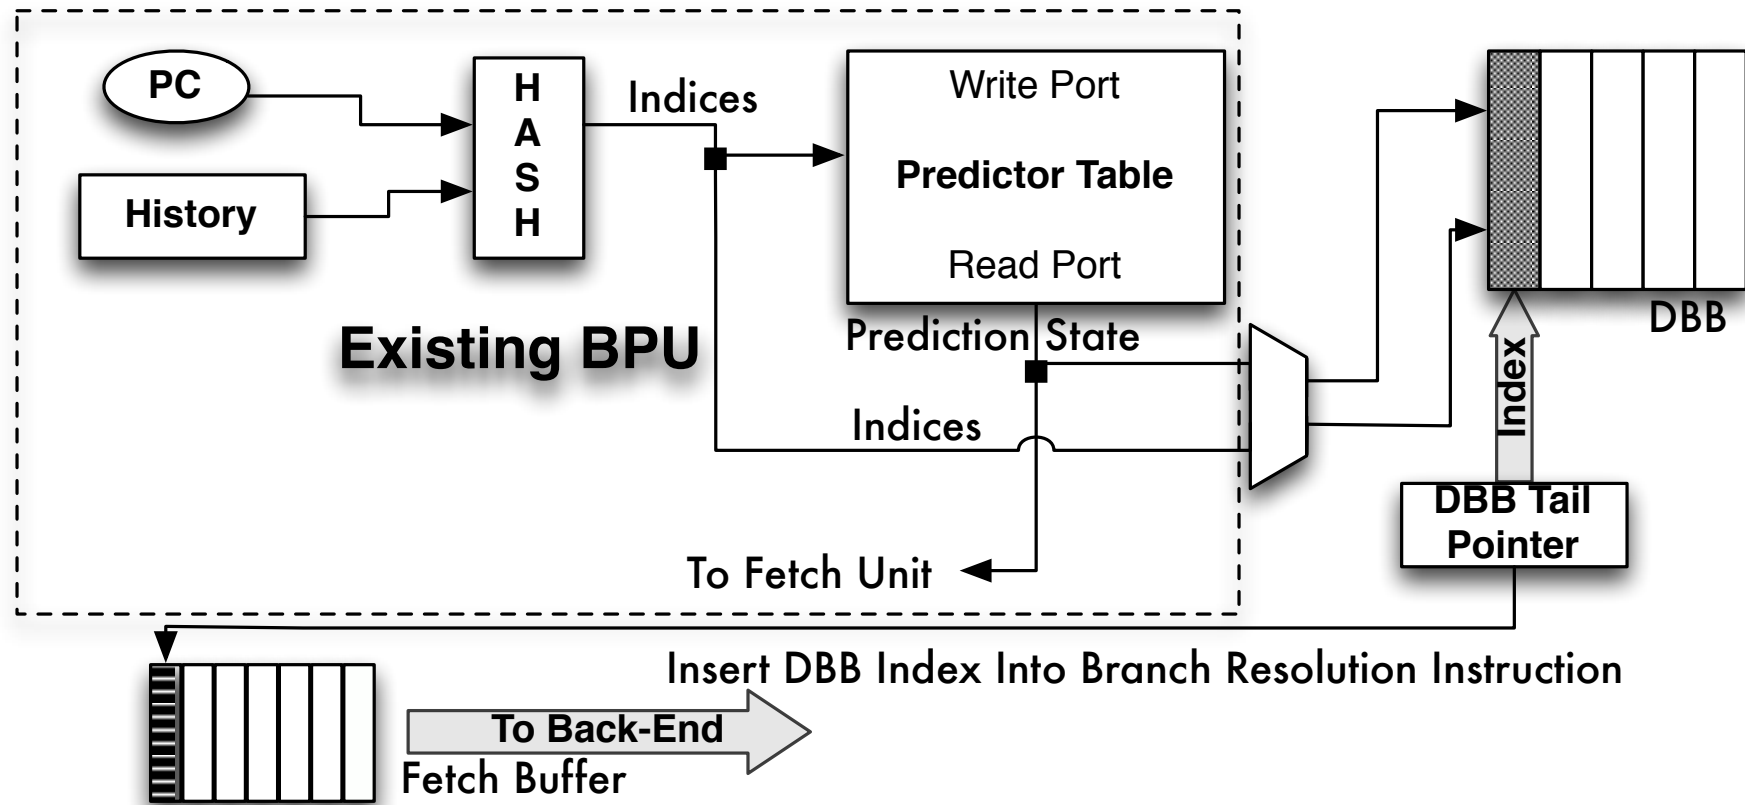 PC
History
H
A
S
H
Indices
Write Port
Predictor Table
Read Port
Existing BPU
Prediction State
Indices
To Fetch Unit
DBB
Index
DBB Tail
Pointer
Insert DBB Index Into Branch Resolution Instruction
To Back-End
Fetch Buffer